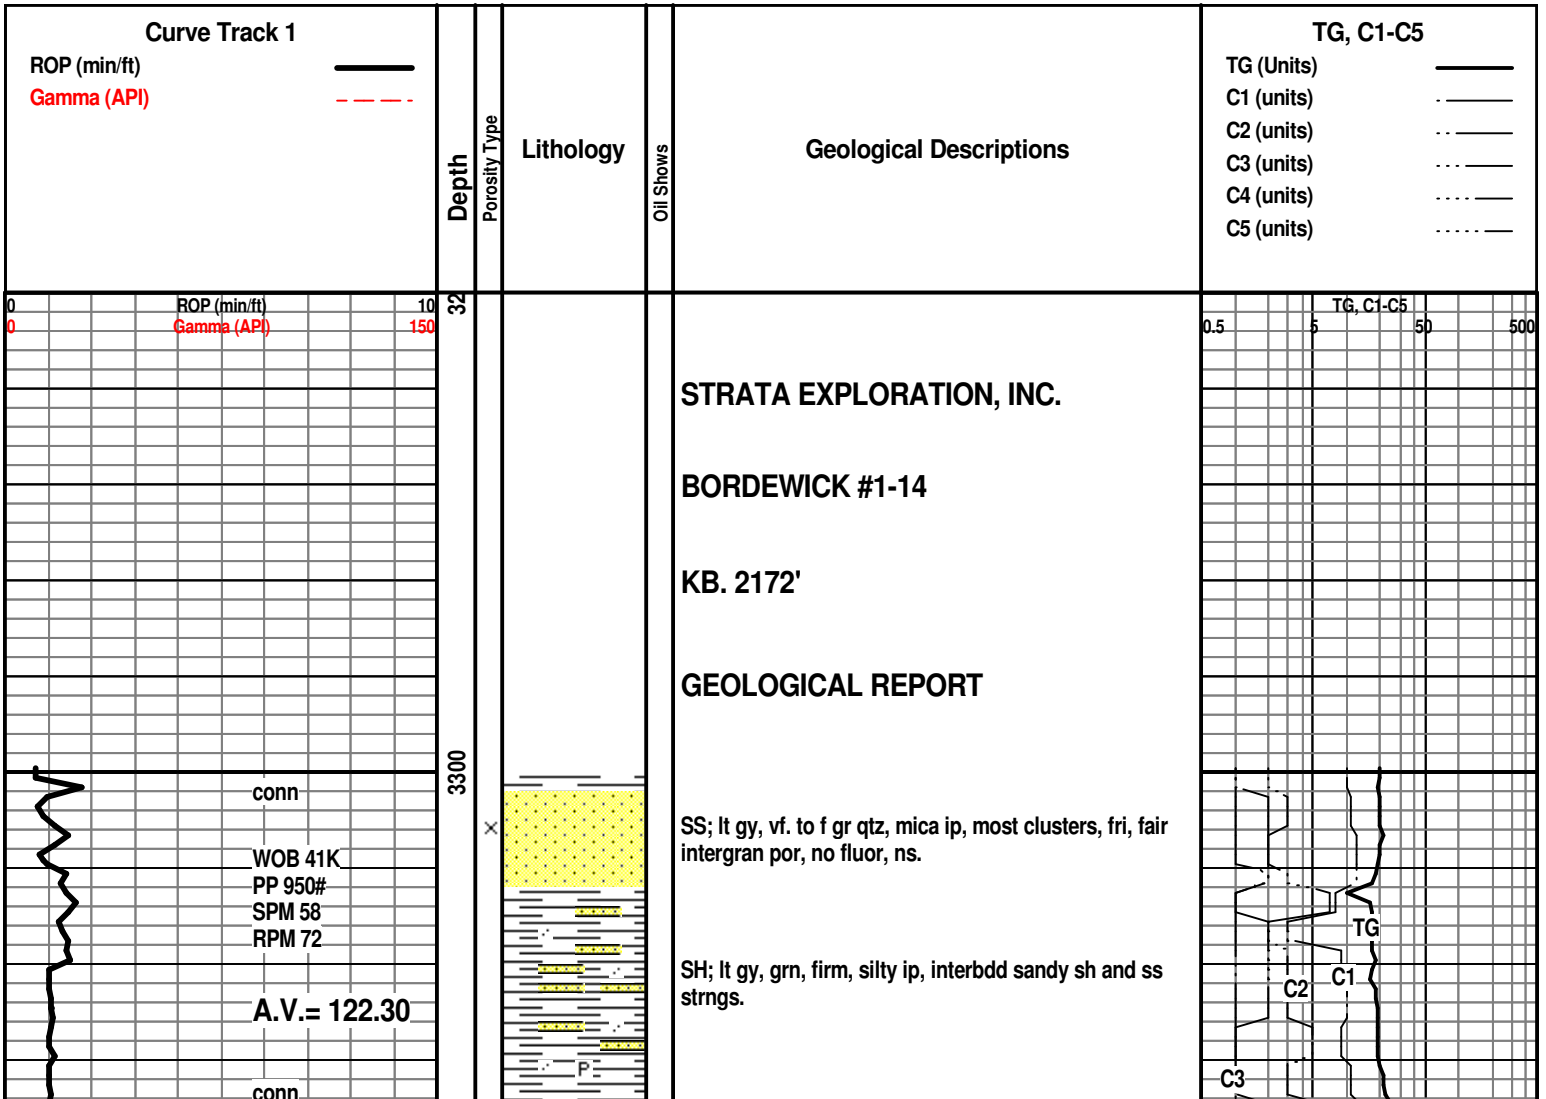 Curve Track 1
ROP (min/ft)
Gamma (API)
Depth
Porosity Type
Lithology
Oil Shows
Geological Descriptions
TG, C1-C5
TG (Units)
C1 (units)
C2 (units)
C3 (units)
C4 (units)
C5 (units)
0 ROP (min/ft) 10
0 Gamma (API) 150
32
TG, C1-C5
0.5 5 50 500
STRATA EXPLORATION, INC.
BORDEWICK #1-14
KB. 2172'
GEOLOGICAL REPORT
3300
conn
WOB 41K
PP 950#
SPM 58
RPM 72
A.V.= 122.30
conn
P
SS; lt gy, vf. to f gr qtz, mica ip, most clusters, fri, fair
intergran por, no fluor, ns.
SH; lt gy, grn, firm, silty ip, interbdd sandy sh and ss
strngs.
TG
C1
C2
C3